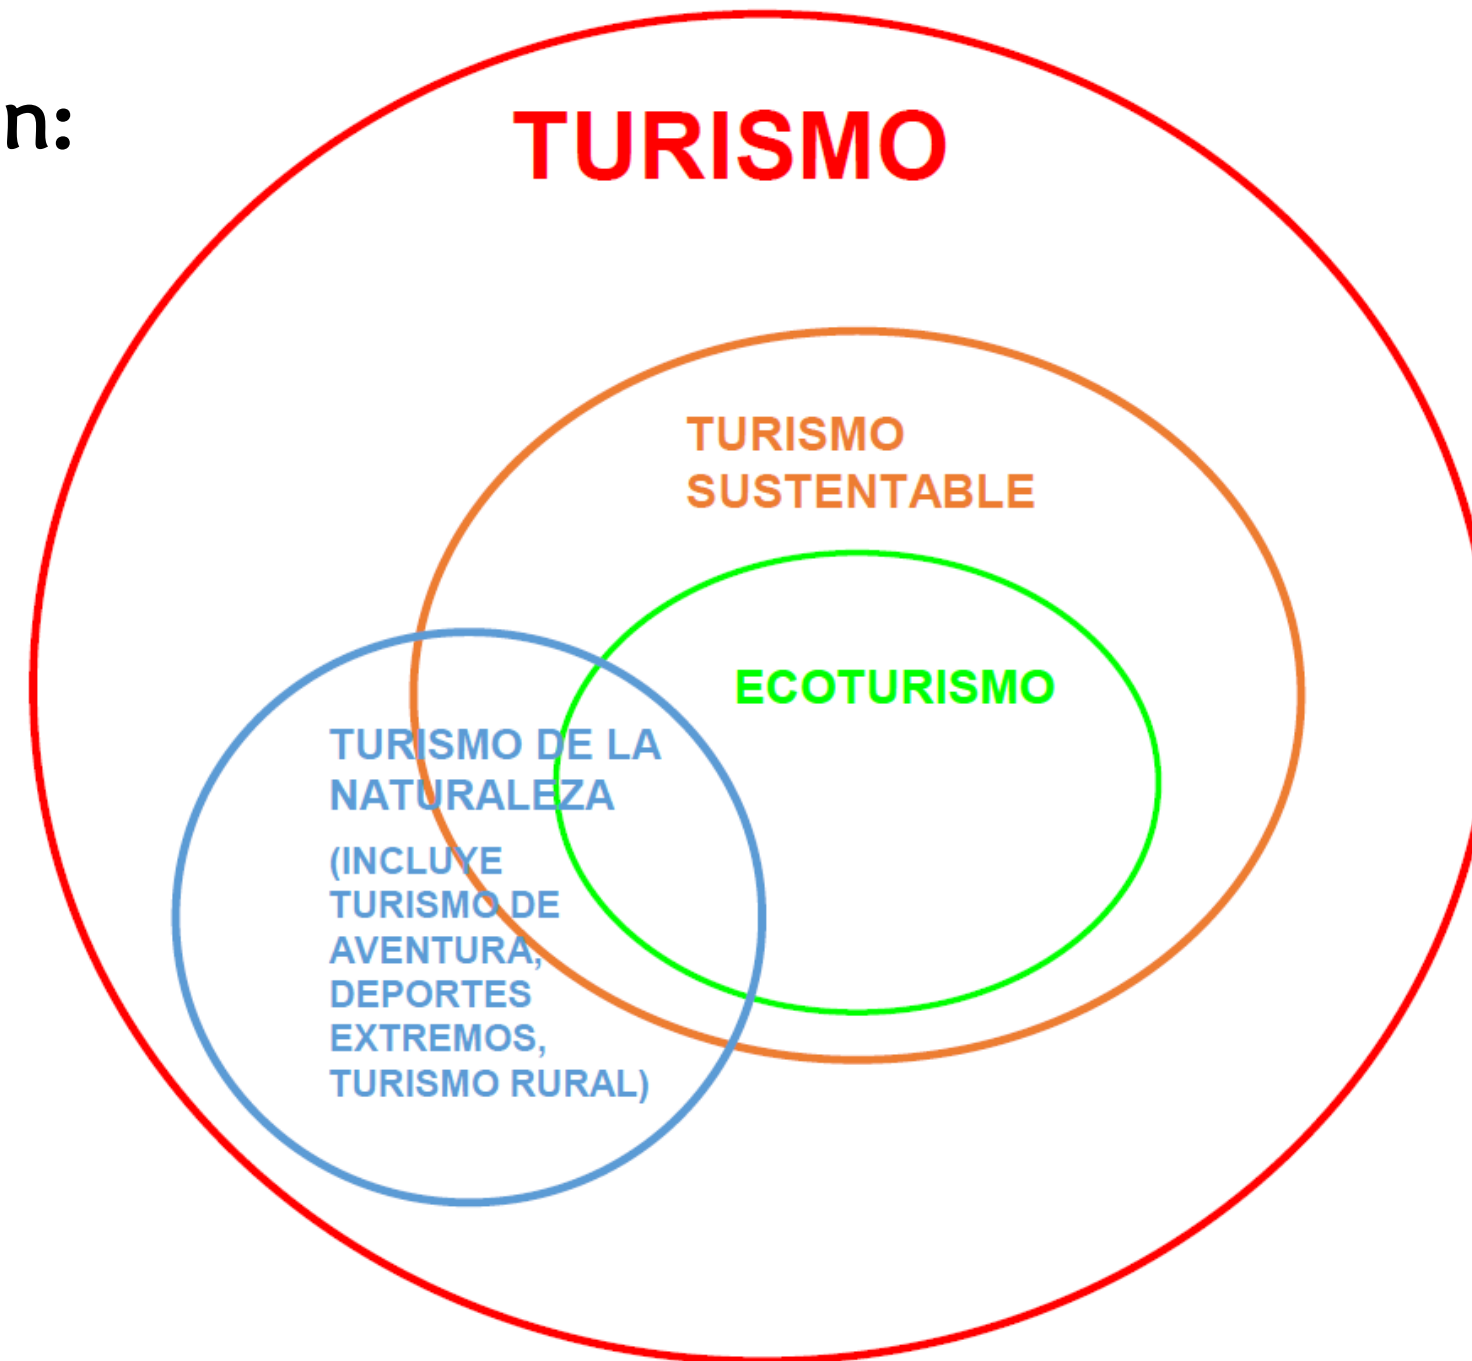 n:
TURISMO
TURISMO
SUSTENTABLE
ECOTURISMO
TURISMO DE LA
NATURALEZA
(INCLUYE
TURISMO DE
AVENTURA,
DEPORTES
EXTREMOS,
TURISMO RURAL)